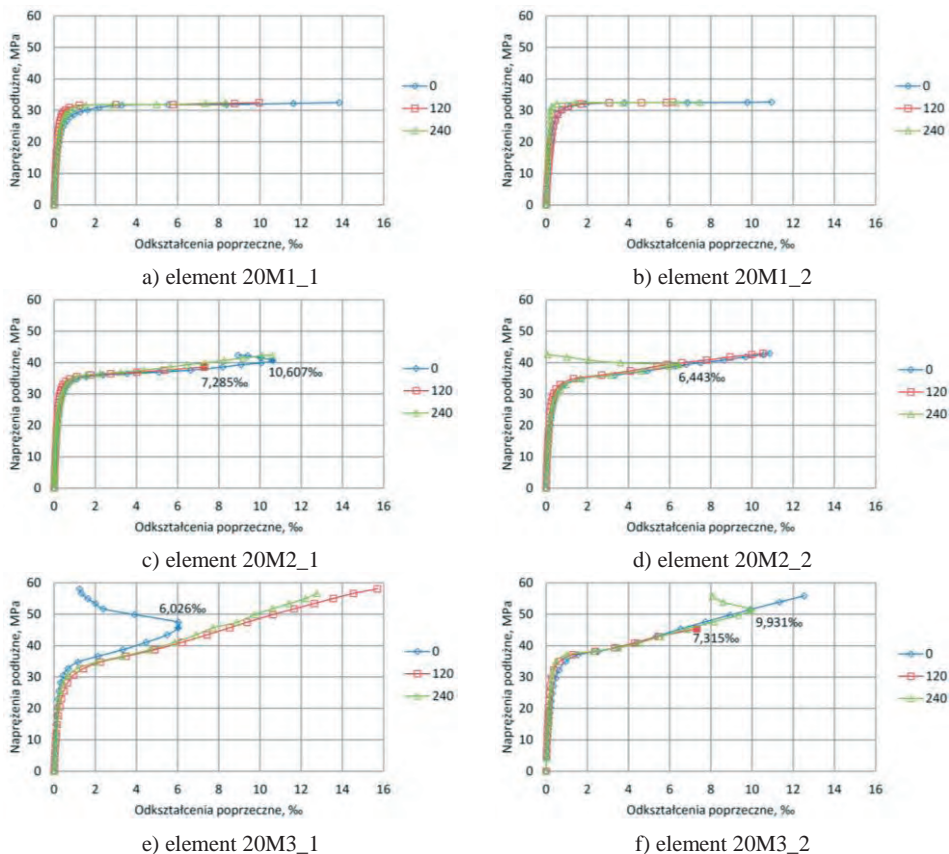 Naprężenia podłużne, MPa
60
50
40
30
20
10
0
0 2 4 6 8 10 12 14 16
Odkształcenia poprzeczne, ‰
0
120
240
a) element 20M1_1
Naprężenia podłużne, MPa
60
50
40
30
20
10
0
0 2 4 6 8 10 12 14 16
Odkształcenia poprzeczne, ‰
0
120
240
b) element 20M1_2
Naprężenia podłużne, MPa
60
50
40
30
20
10
0
0 2 4 6 8 10 12 14 16
Odkształcenia poprzeczne, ‰
7,285‰
10,607‰
0
120
240
c) element 20M2_1
Naprężenia podłużne, MPa
60
50
40
30
20
10
0
0 2 4 6 8 10 12 14 16
Odkształcenia poprzeczne, ‰
6,443‰
0
120
240
d) element 20M2_2
Naprężenia podłużne, MPa
60
50
40
30
20
10
0
0 2 4 6 8 10 12 14 16
Odkształcenia poprzeczne, ‰
6,026‰
0
120
240
e) element 20M3_1
Naprężenia podłużne, MPa
60
50
40
30
20
10
0
0 2 4 6 8 10 12 14 16
Odkształcenia poprzeczne, ‰
9,931‰
7,315‰
0
120
240
f) element 20M3_2